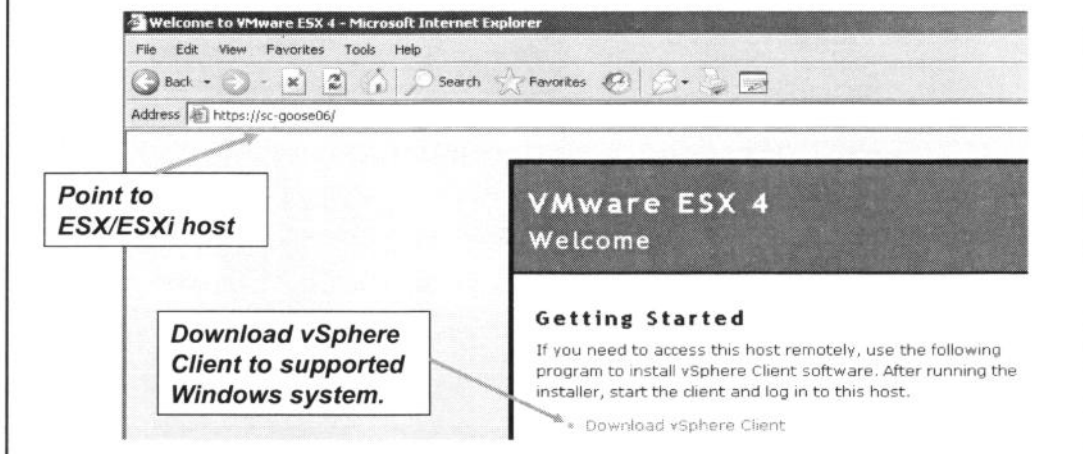 Welcome to VMware ESX 4 - Microsoft Internet Explorer
File Edit View Favorites Tools Help
Back Search Favorites
Address https://sc-goose06/
Point to
ESX/ESXi host
VMware ESX 4
Welcome
Download vSphere
Client to supported
Windows system.
Getting Started
If you need to access this host remotely, use the following
program to install vSphere Client software. After running the
installer, start the client and log in to this host.
Download vSphere Client